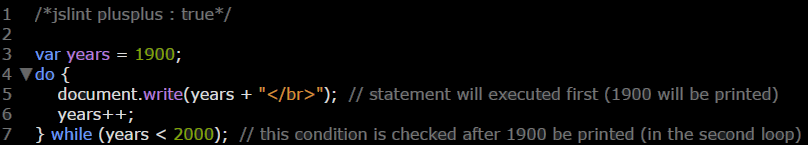 1 /*jslint plusplus : true*/
2
3 var years = 1900;
4 do {
5 document.write(years + "</br>"); // statement will executed first (1900 will be printed)
6 years++;
7 } while (years < 2000); // this condition is checked after 1900 be printed (in the second loop)